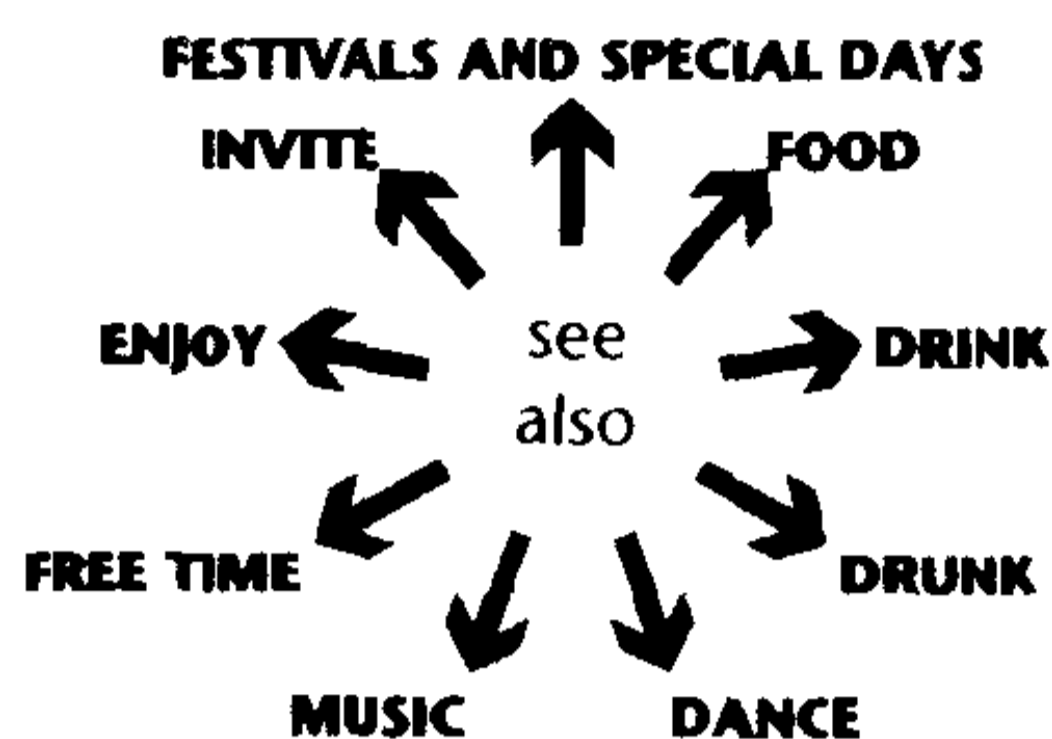 FESTIVALS AND SPECIAL DAYS
INVITE
FOOD
ENJOY
see
also
DRINK
FREE TIME
DRUNK
MUSIC
DANCE